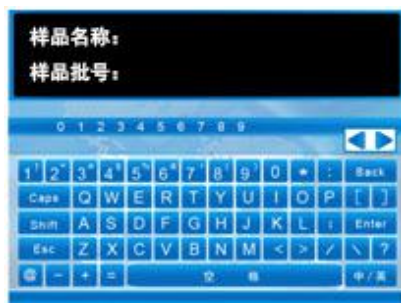 样品名称：
样品批号：
0 1 2 3 4 5 6 7 8 9
1 2 3 4 5 6 7 8 9 0 * : Back
Caps Q W E R T Y U I O P [ ]
Shift A S D F G H J K L ; Enter
Esc Z X C V B N M < > / \ ?
@ - + = 空 格 中/英